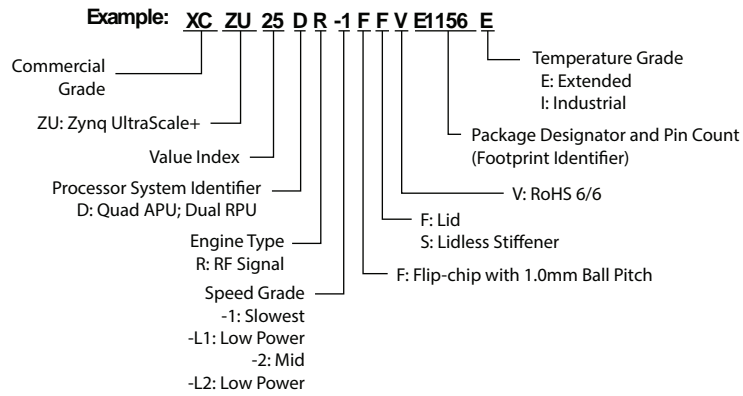 Example: XC ZU 25 D R -1 F F V E1156 E
Commercial
Grade
ZU: Zynq UltraScale+
Value Index
Processor System Identifier
D: Quad APU; Dual RPU
Engine Type
R: RF Signal
Speed Grade
-1: Slowest
-L1: Low Power
-2: Mid
-L2: Low Power
Temperature Grade
E: Extended
I: Industrial
Package Designator and Pin Count
(Footprint Identifier)
V: RoHS 6/6
F: Lid
S: Lidless Stiffener
F: Flip-chip with 1.0mm Ball Pitch